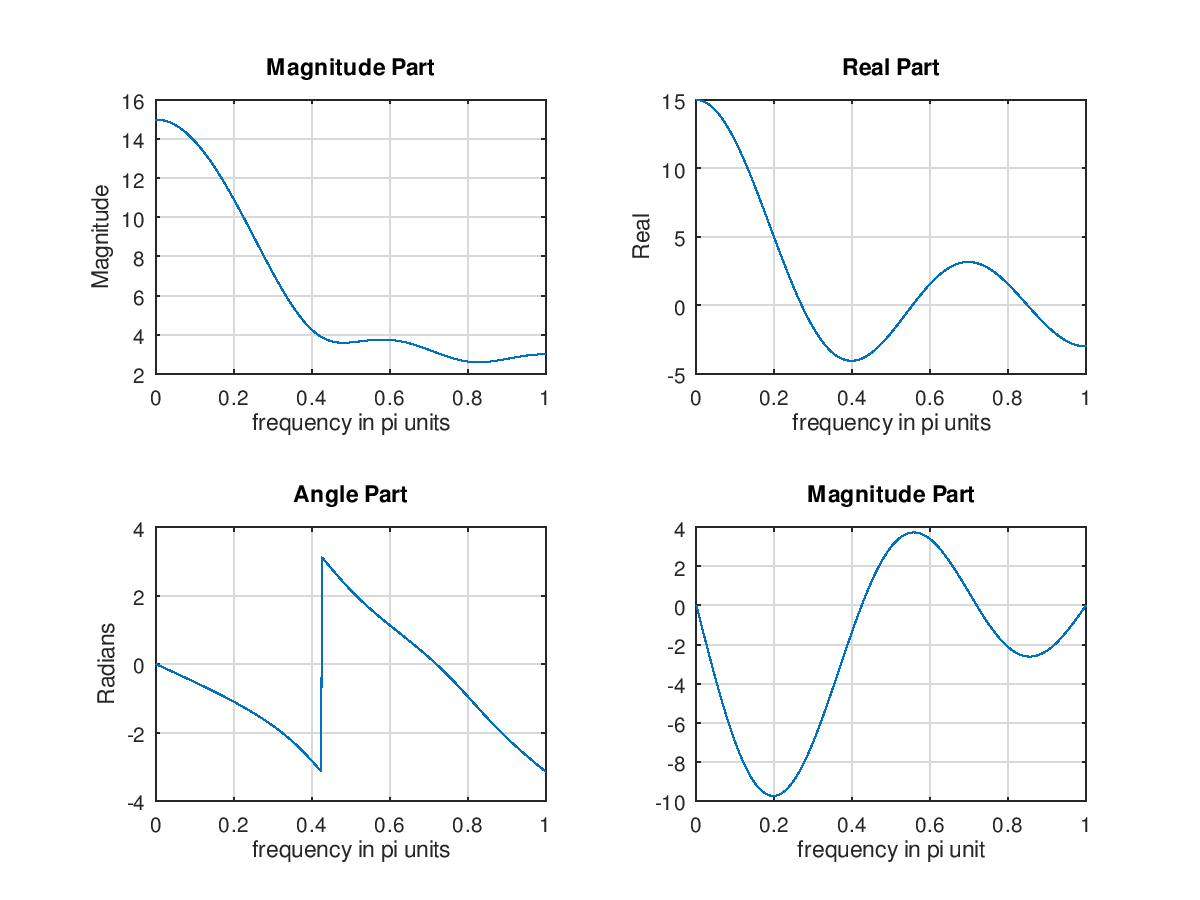 Magnitude Part
16
14
12
10
8
6
4
2
Magnitude
0 0.2 0.4 0.6 0.8 1
frequency in pi units
Real Part
15
10
5
0
-5
Real
0 0.2 0.4 0.6 0.8 1
frequency in pi units
Angle Part
4
2
0
-2
-4
Radians
0 0.2 0.4 0.6 0.8 1
frequency in pi units
Magnitude Part
4
2
0
-2
-4
-6
-8
-10
0 0.2 0.4 0.6 0.8 1
frequency in pi unit